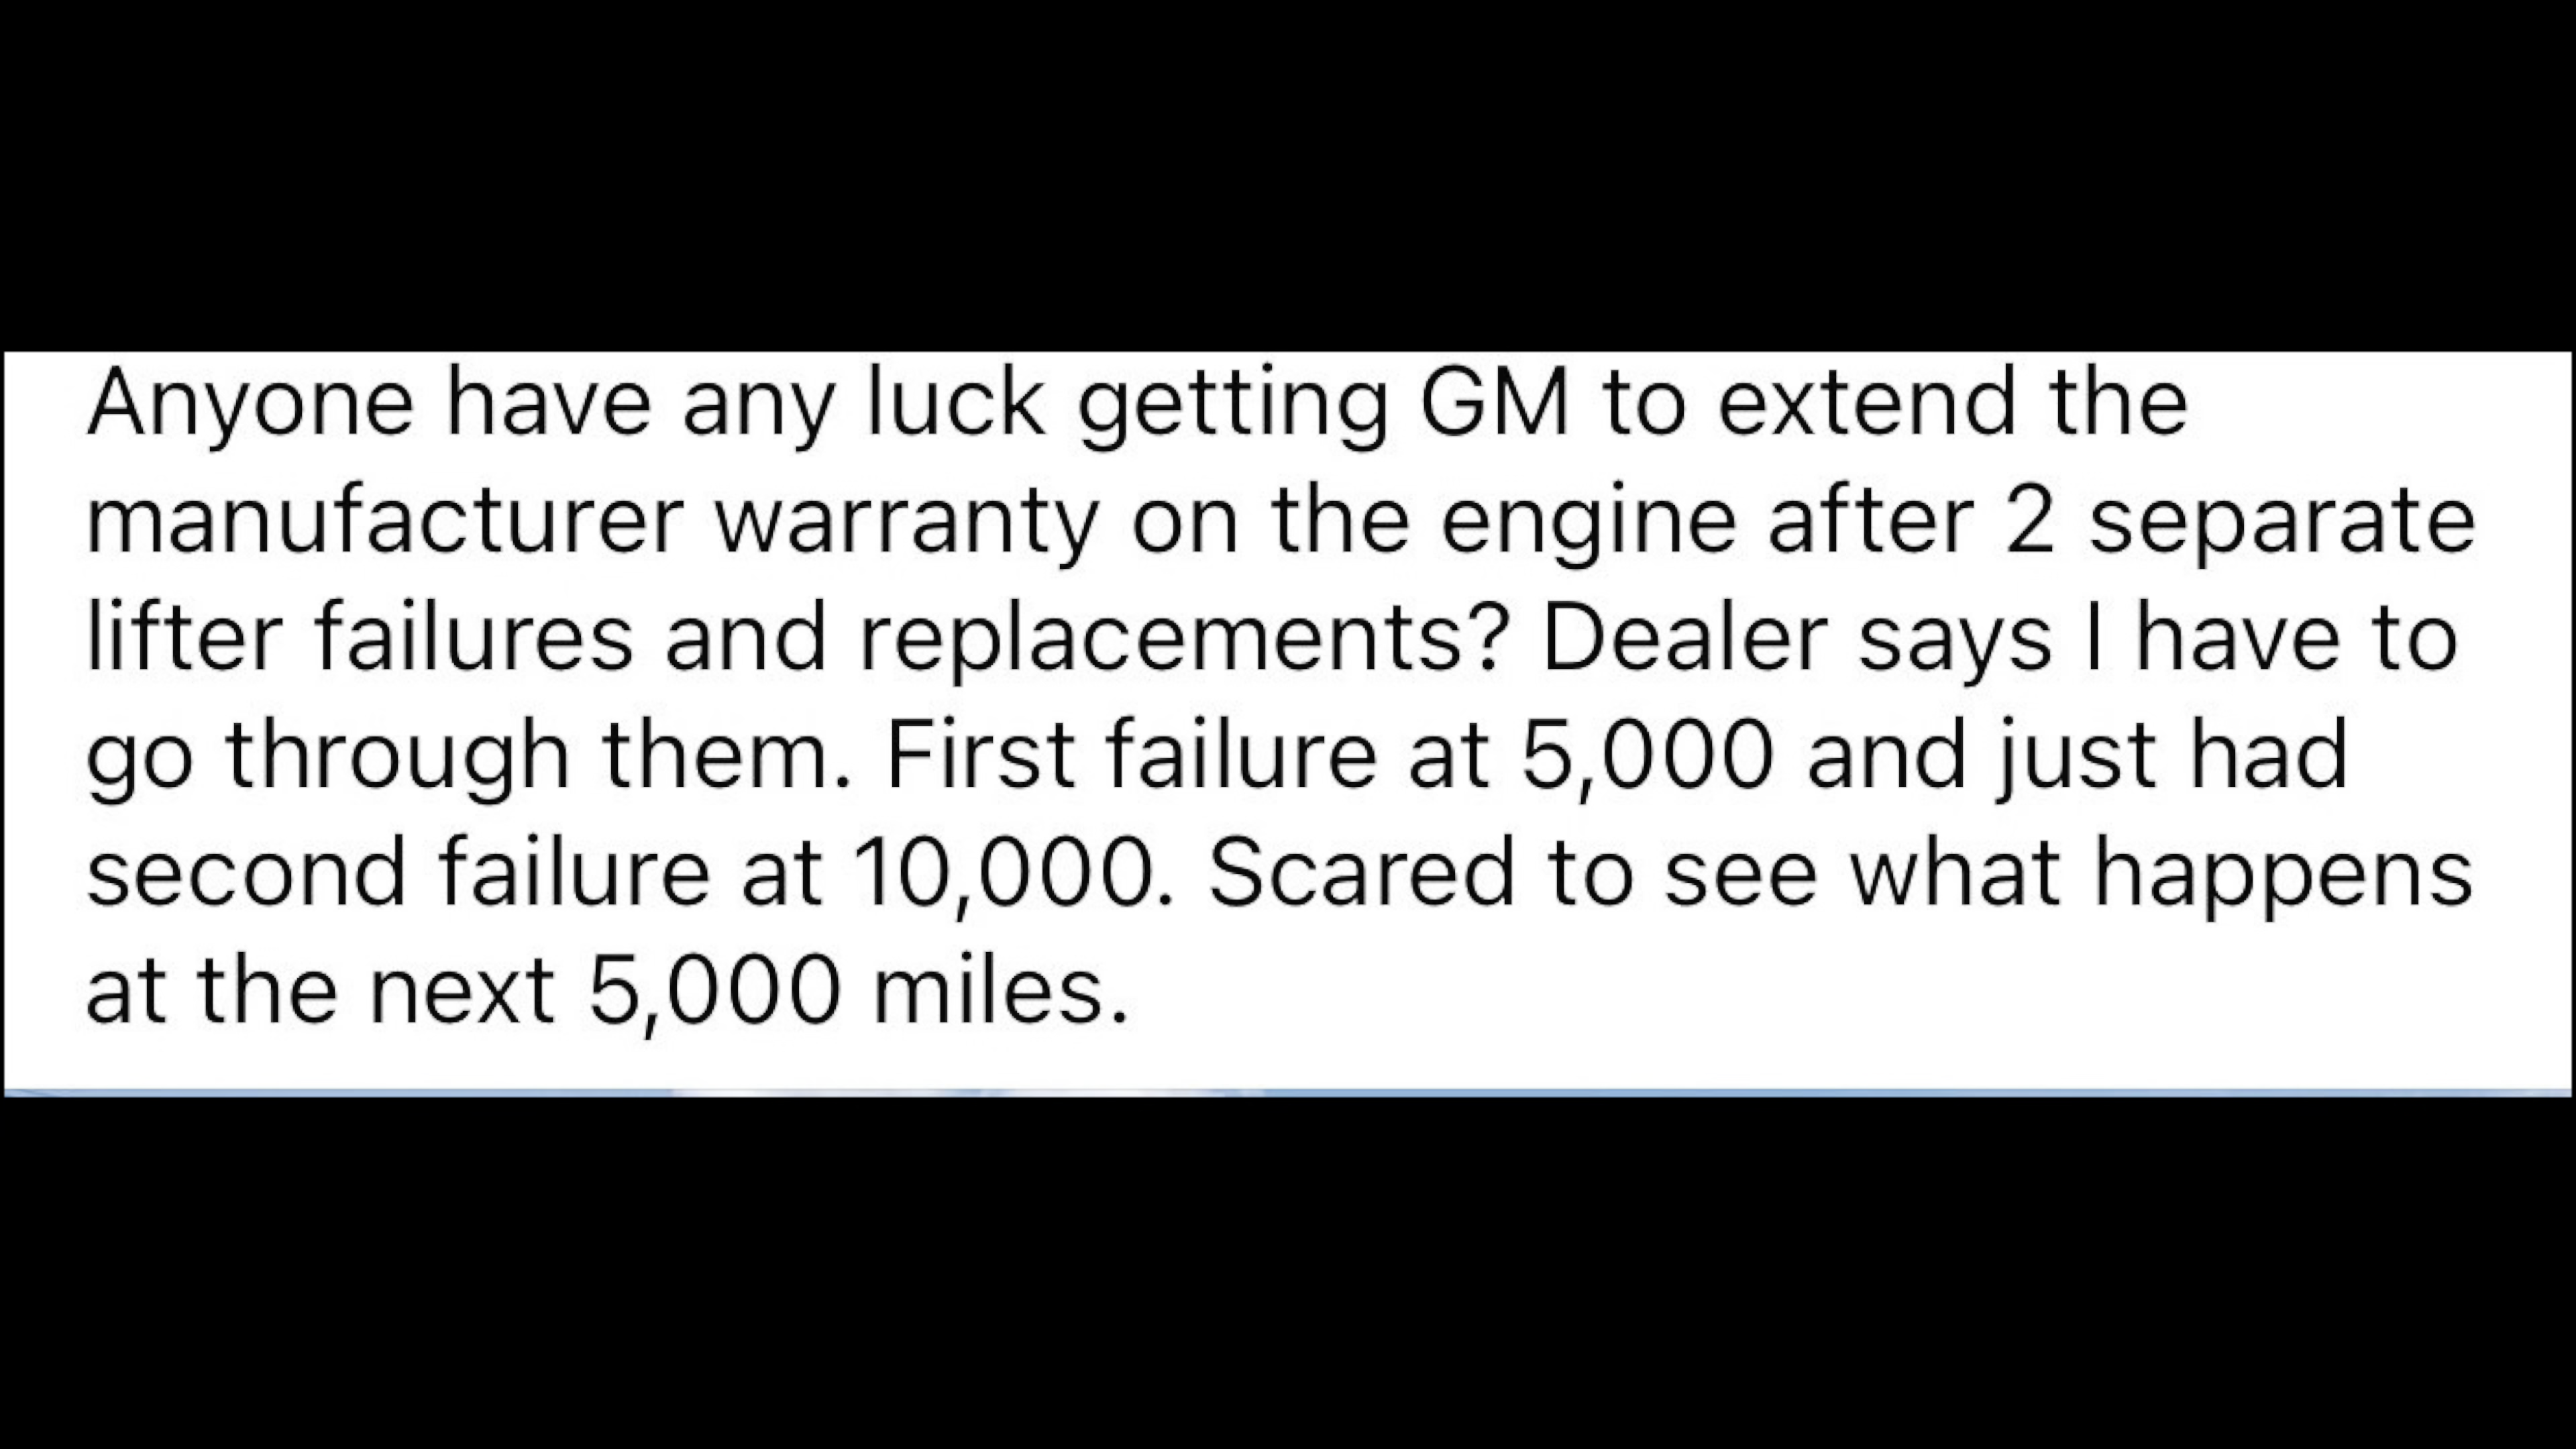 Anyone have any luck getting GM to extend the
manufacturer warranty on the engine after 2 separate
lifter failures and replacements? Dealer says I have to
go through them. First failure at 5,000 and just had
second failure at 10,000. Scared to see what happens
at the next 5,000 miles.